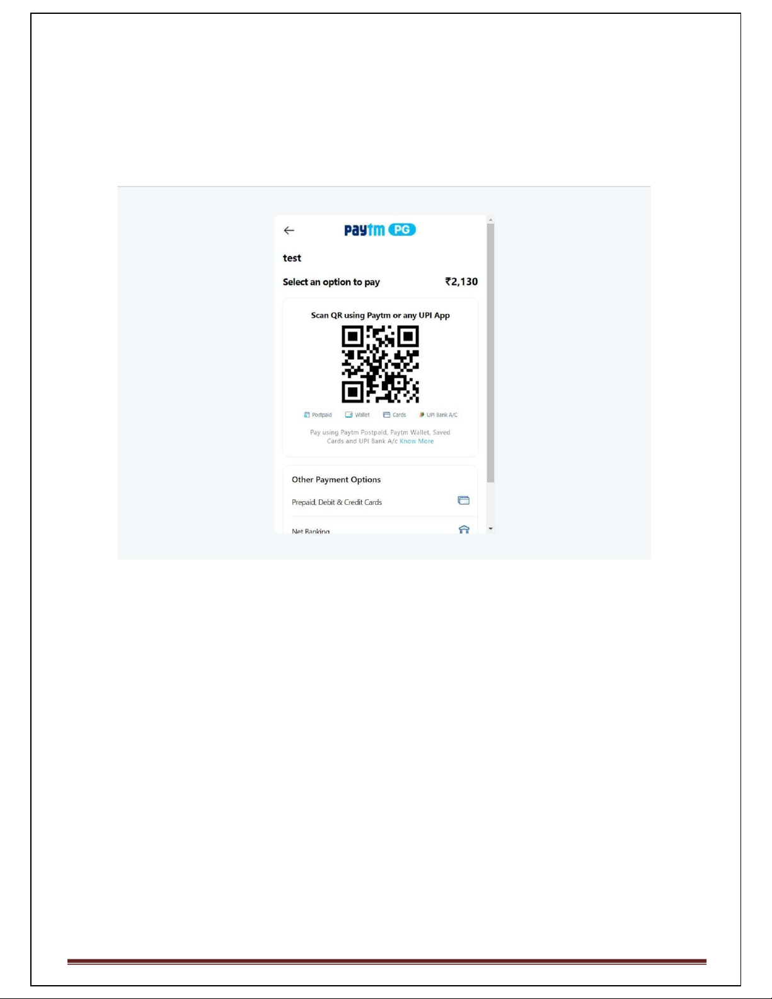 paytm PG
test
Select an option to pay ₹2,130
Scan QR using Paytm or any UPI App
Postpaid Wallet Cards UPI Bank A/C
Pay using Paytm Postpaid, Paytm Wallet, Saved
Cards and UPI Bank A/c Know More
Other Payment Options
Prepaid, Debit & Credit Cards
Net Banking